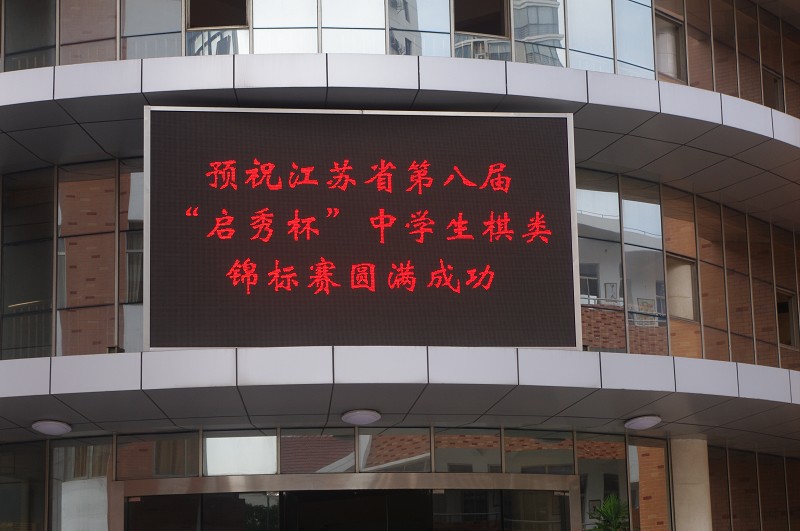 预祝江苏省第八届
“启秀杯”中学生棋类
锦标赛圆满成功